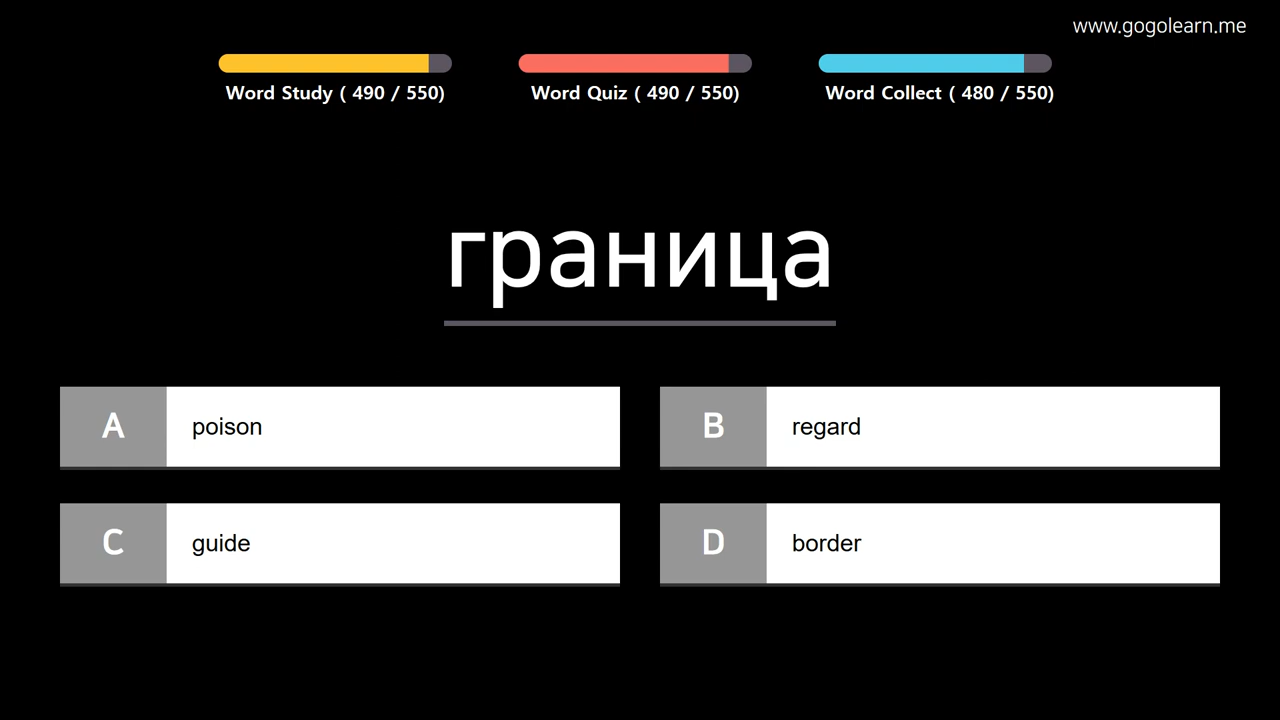 www.gogolearn.me
Word Study ( 490 / 550)
Word Quiz ( 490 / 550)
Word Collect ( 480 / 550)
граница
A poison
B regard
C guide
D border